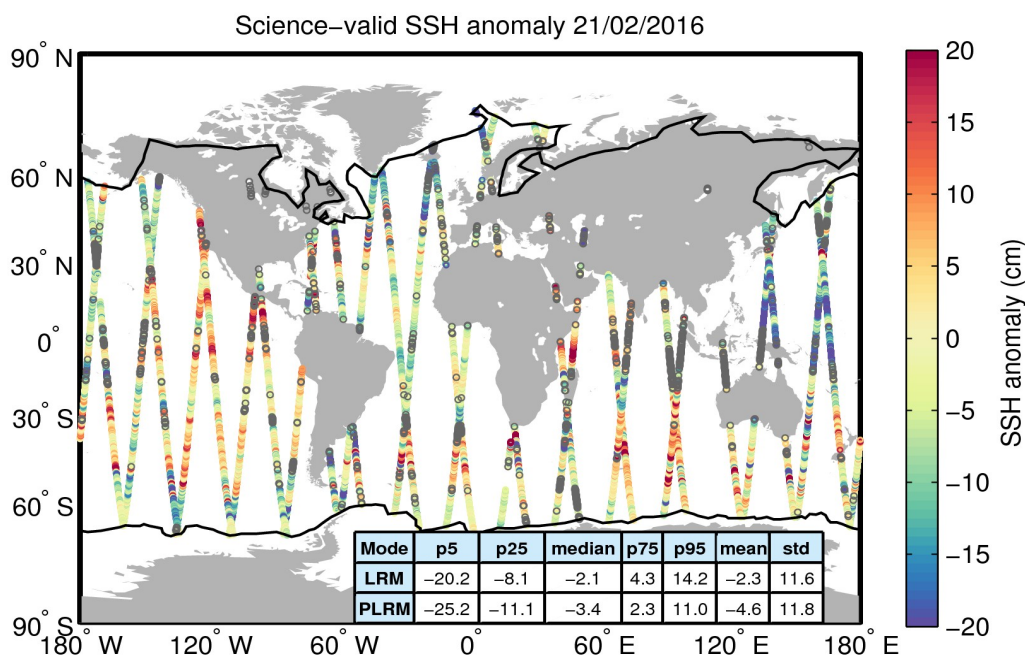 Science−valid SSH anomaly 21/02/2016
90° N
60° N
30° N
0°
30° S
60° S
90° S
180° W
120° W
60° W
0°
60° E
120° E
180° E
Mode p5 p25 median p75 p95 mean std
LRM −20.2 −8.1 −2.1 4.3 14.2 −2.3 11.6
PLRM −25.2 −11.1 −3.4 2.3 11.0 −4.6 11.8
20
15
10
5
0
−5
−10
−15
−20
SSH anomaly (cm)